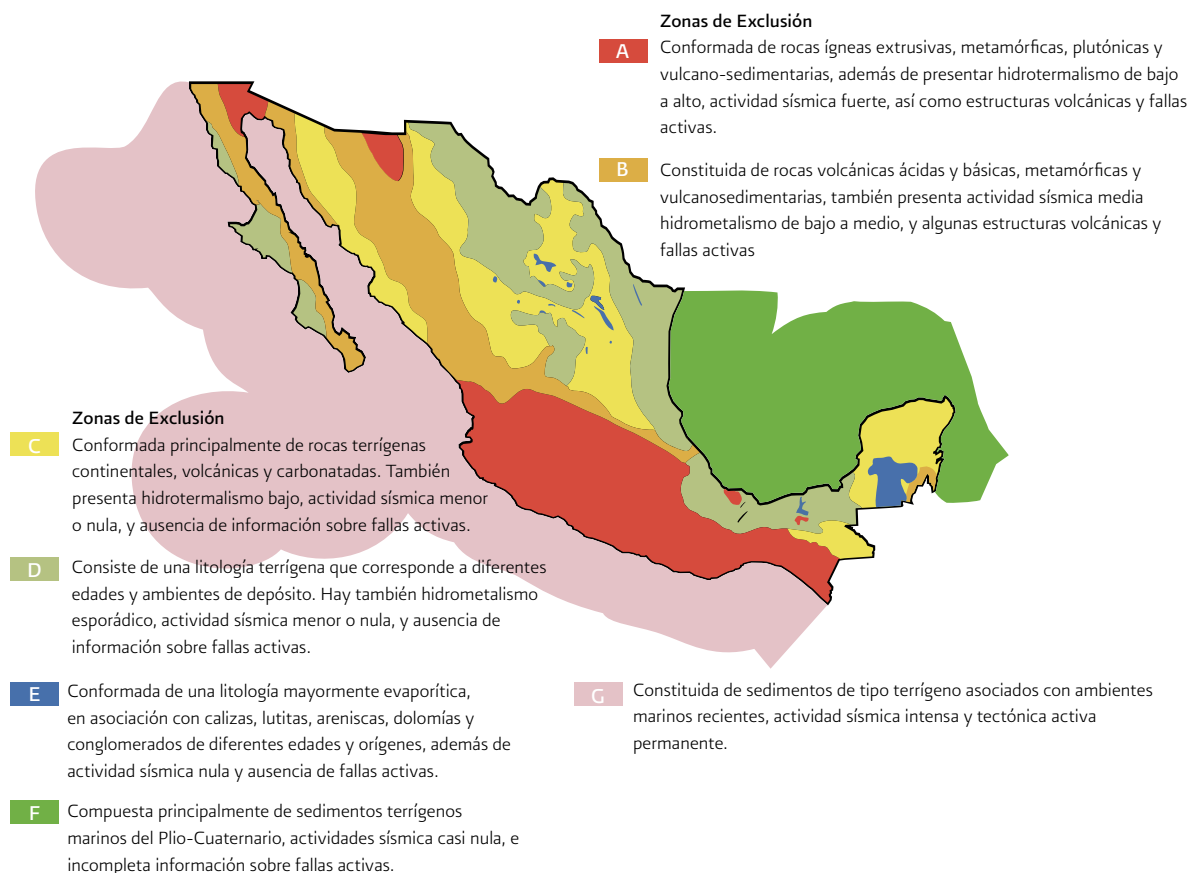 Zonas de Exclusión
A
Conformada de rocas ígneas extrusivas, metamórficas, plutónicas y
vulcano-sedimentarias, además de presentar hidrotermalismo de bajo
a alto, actividad sísmica fuerte, así como estructuras volcánicas y fallas
activas.
B
Constituida de rocas volcánicas ácidas y básicas, metamórficas y
vulcanosedimentarias, también presenta actividad sísmica media
hidrometalismo de bajo a medio, y algunas estructuras volcánicas y
fallas activas
Zonas de Exclusión
C
Conformada principalmente de rocas terrígenas
continentales, volcánicas y carbonatadas. También
presenta hidrotermalismo bajo, actividad sísmica menor
o nula, y ausencia de información sobre fallas activas.
D
Consiste de una litología terrígena que corresponde a diferentes
edades y ambientes de depósito. Hay también hidrometalismo
esporádico, actividad sísmica menor o nula, y ausencia de
información sobre fallas activas.
E
Conformada de una litología mayormente evaporítica,
en asociación con calizas, lutitas, areniscas, dolomías y
conglomerados de diferentes edades y orígenes, además de
actividad sísmica nula y ausencia de fallas activas.
F
Compuesta principalmente de sedimentos terrígenos
marinos del Plio-Cuaternario, actividades sísmica casi nula, e
incompleta información sobre fallas activas.
G
Constituida de sedimentos de tipo terrígeno asociados con ambientes
marinos recientes, actividad sísmica intensa y tectónica activa
permanente.